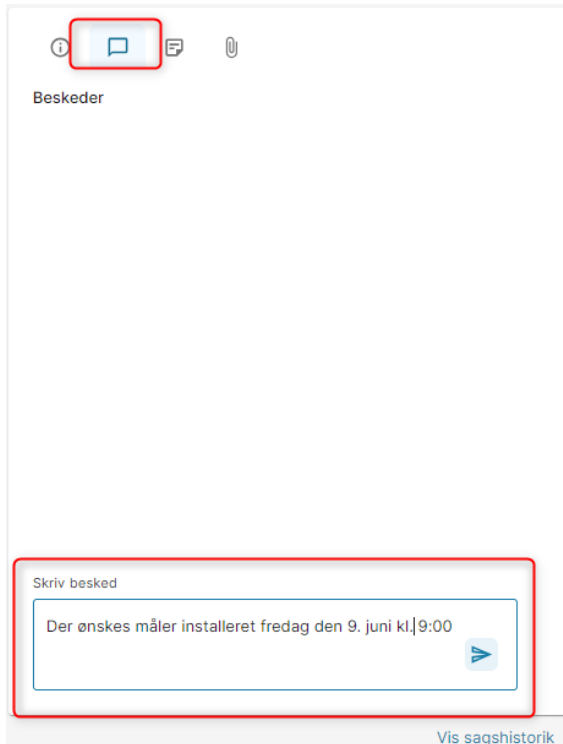 Beskeder
Skriv besked
Der ønskes måler installeret fredag den 9. juni kl. 9:00
Vis sagshistorik